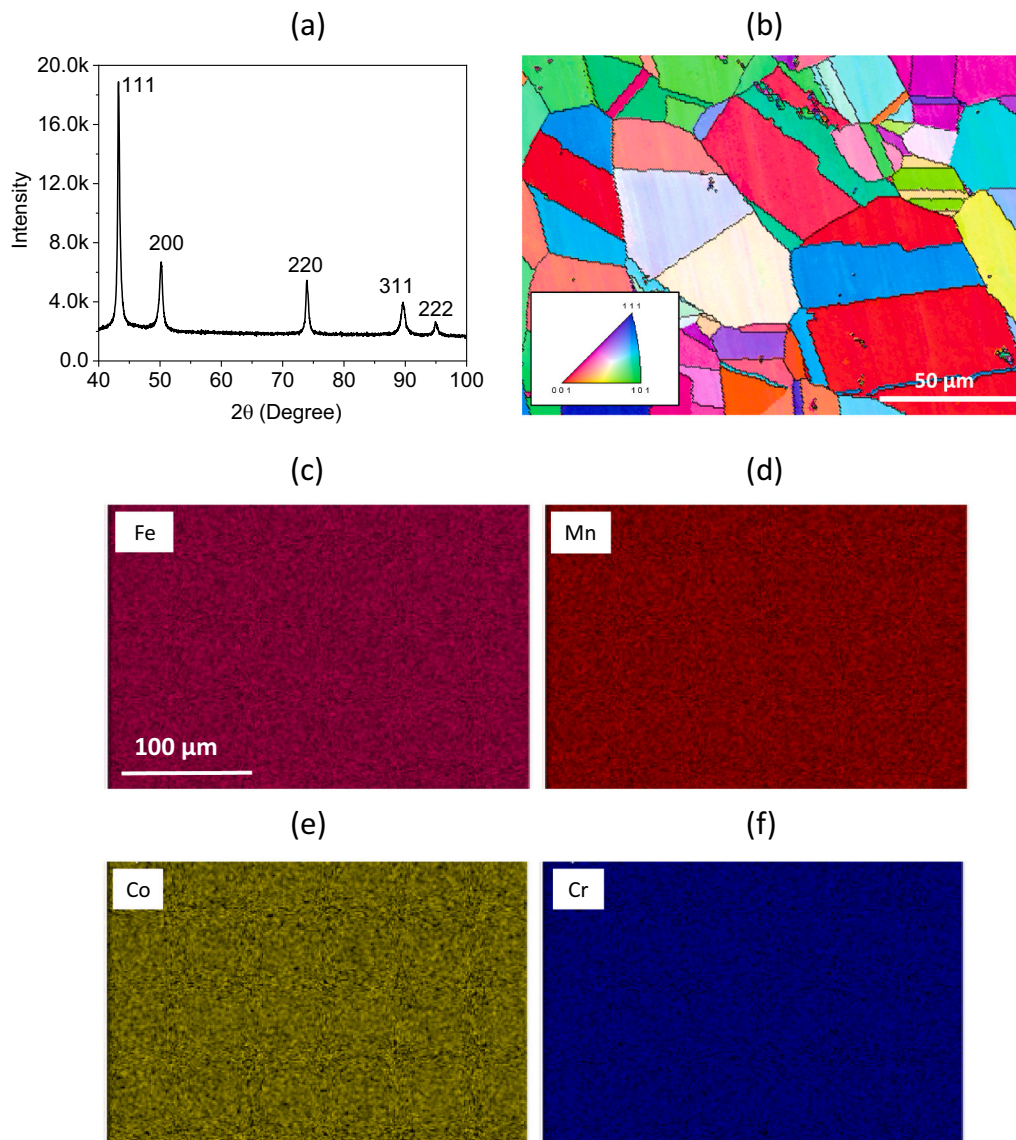 (a)
20.0k
16.0k
12.0k
8.0k
4.0k
0.0
Intensity
111
200
220
311
222
40 50 60 70 80 90 100
2θ (Degree)
(b)
1 1 1
0 0 1
1 0 1
50 µm
(c)
Fe
100 µm
(d)
Mn
(e)
Co
(f)
Cr